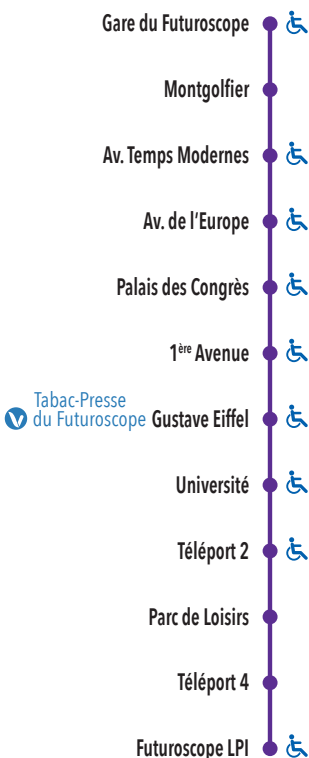 Gare du Futuroscope
Montgolfier
Av. Temps Modernes
Av. de l'Europe
Palais des Congrès
1ère Avenue
Tabac-Presse
du Futuroscope Gustave Eiffel
Université
Téléport 2
Parc de Loisirs
Téléport 4
Futuroscope LPI